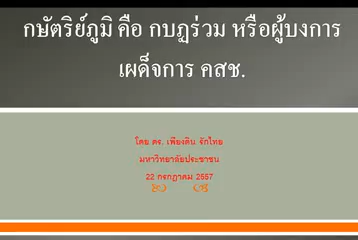 กษัตริย์ภูมิ คือ กบฏร่วม หรือผู้บงการ
เผด็จการ คสช.
โดย ดร. เพียงดิน รักไทย
มหาวิทยาลัยประชาชน
22 กรกฎาคม 2557